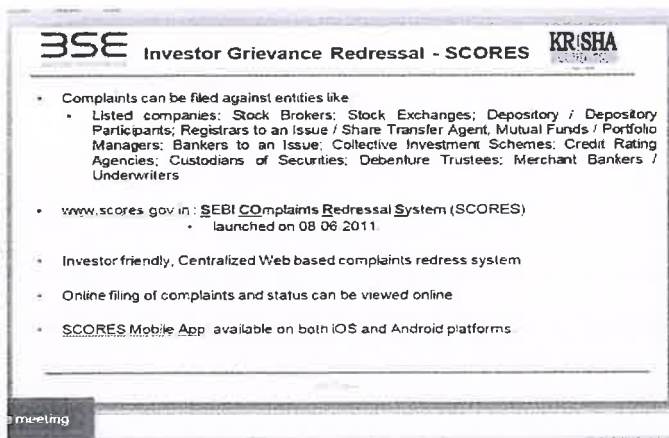 BSE Investor Grievance Redressal - SCORES KRISHA
• Complaints can be filed against entities like
• Listed companies; Stock Brokers; Stock Exchanges; Depository / Depository
Participants; Registrars to an Issue / Share Transfer Agent, Mutual Funds / Portfolio
Managers; Bankers to an Issue; Collective Investment Schemes; Credit Rating
Agencies; Custodians of Securities; Debenture Trustees; Merchant Bankers /
Underwriters
• www.scores.gov.in : SEBI COmplaints Redressal System (SCORES)
• launched on 08.06.2011.
• Investor friendly, Centralized Web based complaints redress system
• Online filing of complaints and status can be viewed online
• SCORES Mobile App available on both iOS and Android platforms
meeting